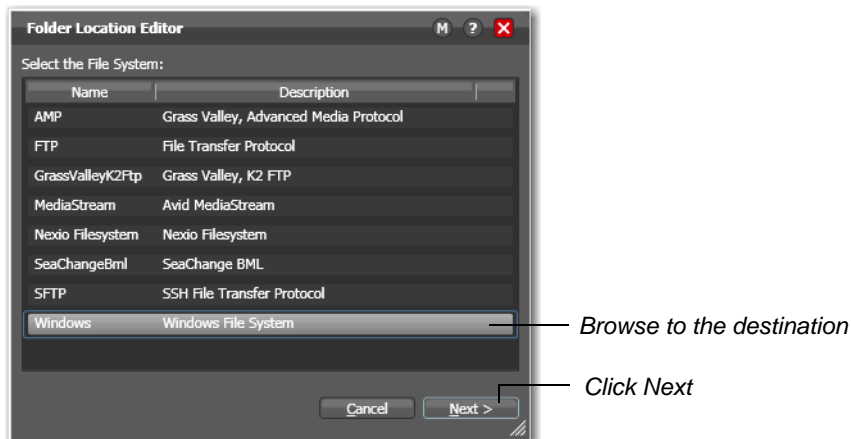 Folder Location Editor M ? X
Select the File System:
Name Description
AMP Grass Valley, Advanced Media Protocol
FTP File Transfer Protocol
GrassValleyK2Ftp Grass Valley, K2 FTP
MediaStream Avid MediaStream
Nexio Filesystem Nexio Filesystem
SeaChangeBml SeaChange BML
SFTP SSH File Transfer Protocol
Windows Windows File System
Browse to the destination
Click Next
Cancel Next >